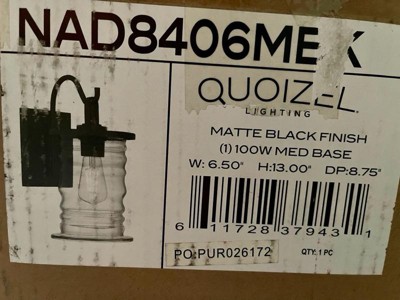 NAD8406MBK
QUOIZEL
LIGHTING
MATTE BLACK FINISH
(1) 100W MED BASE
W: 6.50" H:13.00" DP:8.75"
6 11728 37943 1
PO:PUR026172 QTY: 1 PC